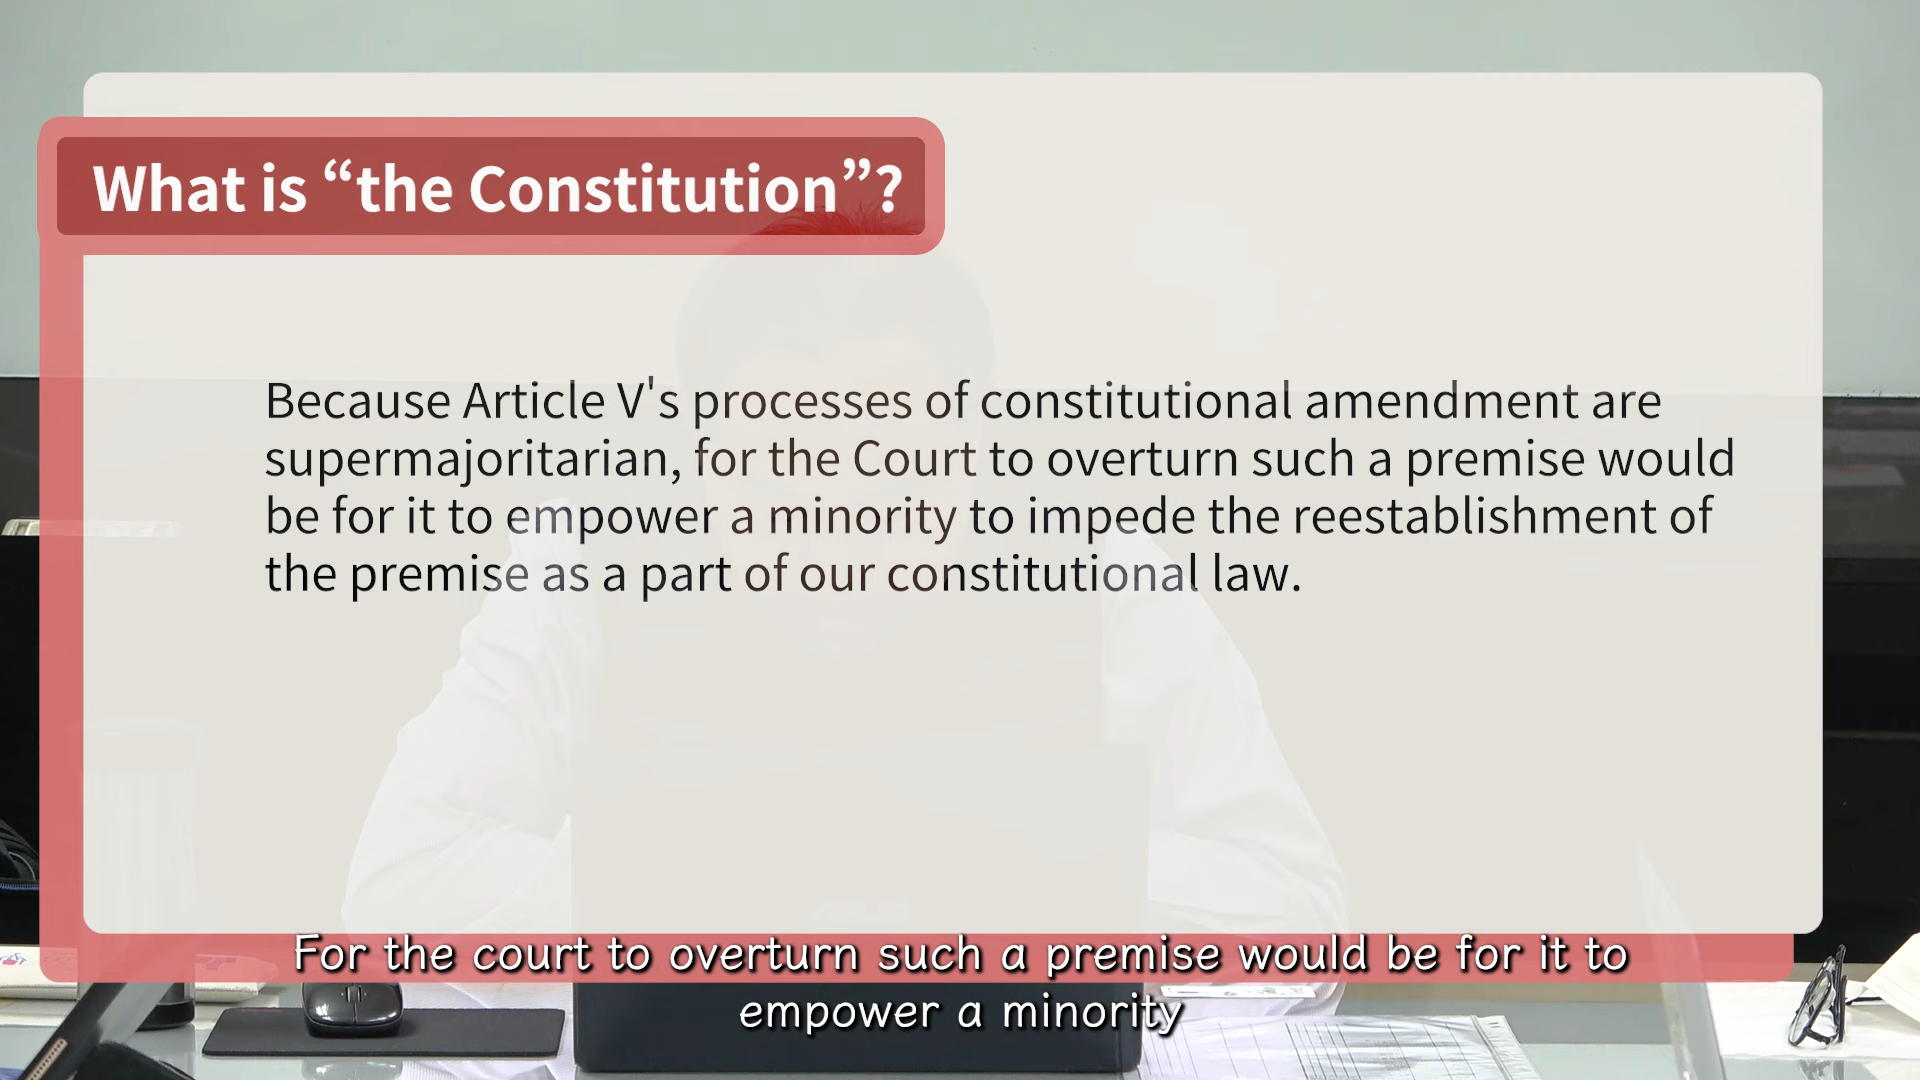 What is “the Constitution”?
Because Article V's processes of constitutional amendment are
supermajoritarian, for the Court to overturn such a premise would
be for it to empower a minority to impede the reestablishment of
the premise as a part of our constitutional law.
For the court to overturn such a premise would be for it to
empower a minority